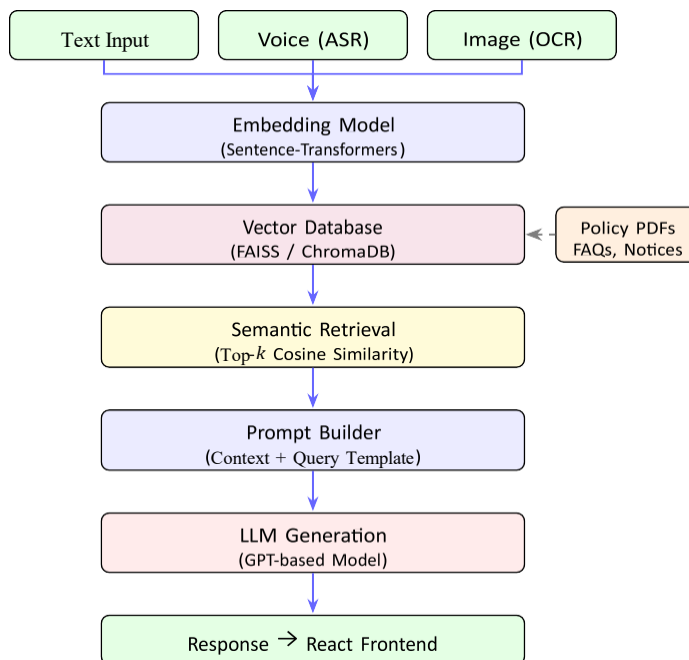 Text Input
Voice (ASR)
Image (OCR)
Embedding Model
(Sentence-Transformers)
Vector Database
(FAISS / ChromaDB)
Policy PDFs
FAQs, Notices
Semantic Retrieval
(Top-k Cosine Similarity)
Prompt Builder
(Context + Query Template)
LLM Generation
(GPT-based Model)
Response → React Frontend